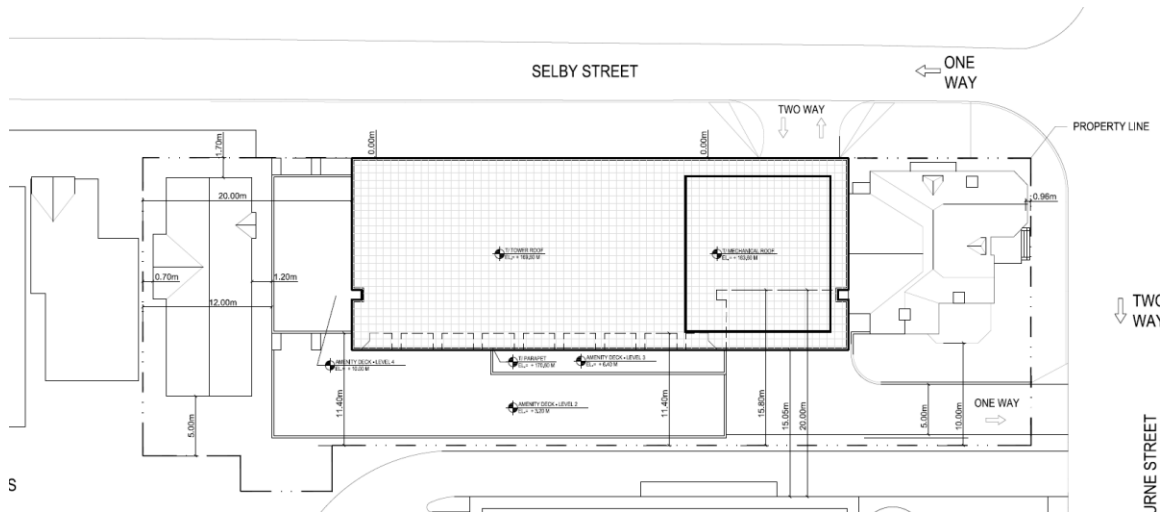 SELBY STREET
ONE
WAY
TWO WAY
PROPERTY LINE
1.70m
0.00m
0.00m
20.00m
0.96m
0.70m
1.20m
12.00m
TWO
WAY
AMENITY DECK - LEVEL 4
TI PARAPET
AMENITY DECK - LEVEL 3
AMENITY DECK - LEVEL 2
TI TOWER ROOF
TI MECHANICAL ROOF
11.40m
11.40m
15.80m
15.05m
20.00m
5.00m
5.00m
10.00m
ONE WAY
S
URNE STREET